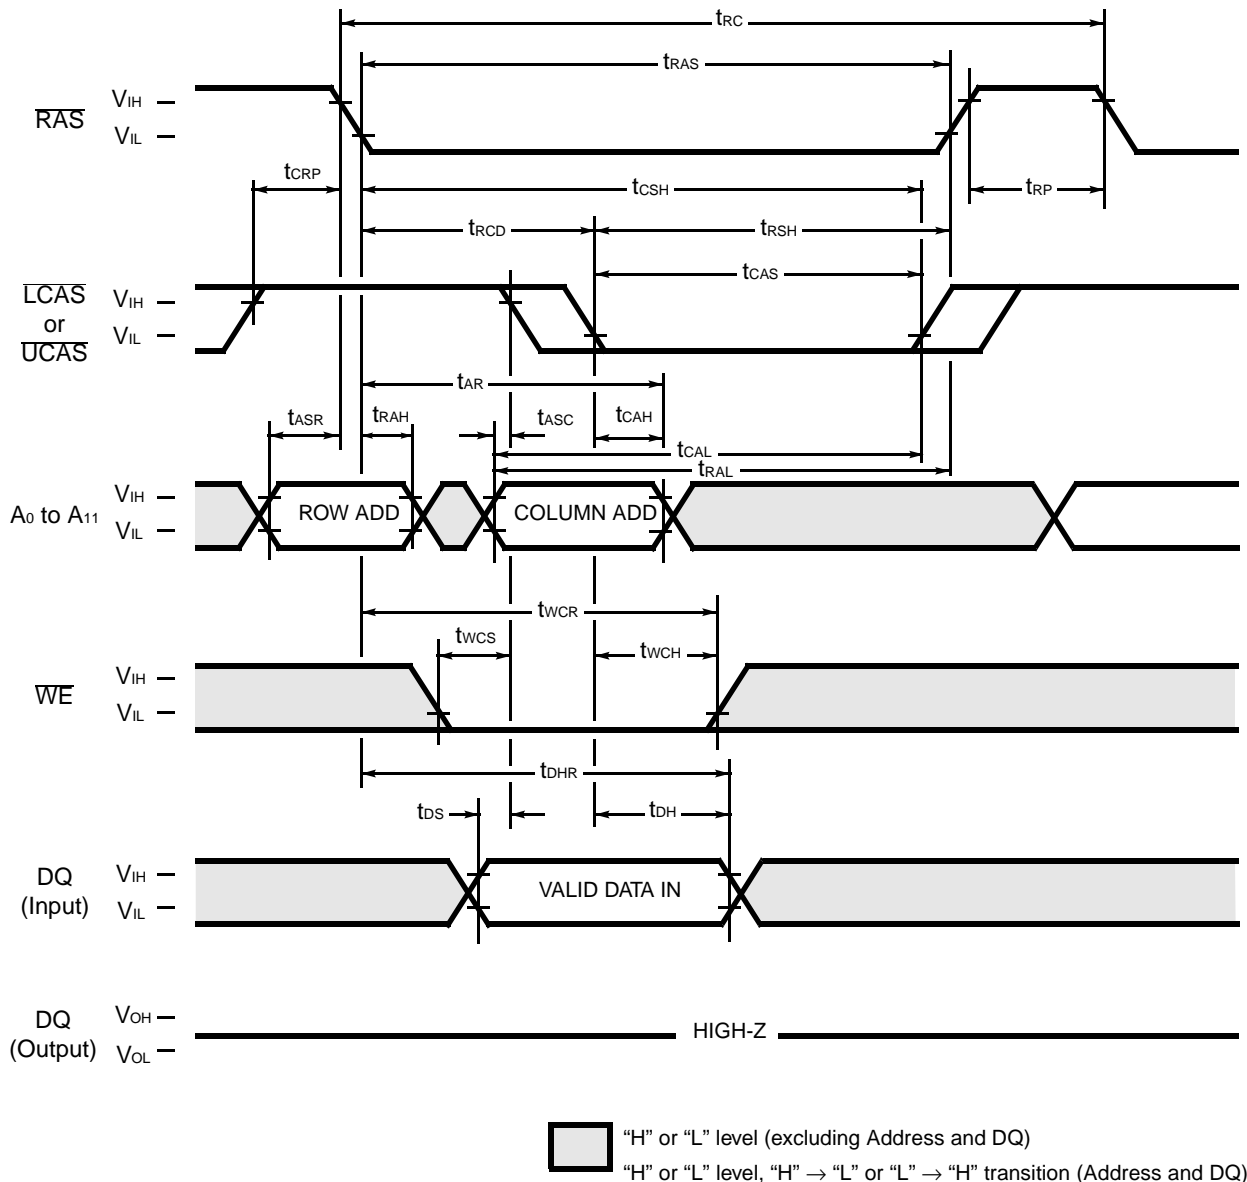 tRC
tRAS
RAS
VIH
VIL
tCRP
tCSH
tRP
tRCD
tRSH
tCAS
LCAS
or
UCAS
VIH
VIL
tAR
tASR
tRAH
tASC
tCAH
tCAL
tRAL
A0 to A11
VIH
VIL
ROW ADD
COLUMN ADD
tWCR
tWCS
tWCH
WE
VIH
VIL
tDHR
tDS
tDH
DQ
(Input)
VIH
VIL
VALID DATA IN
DQ
(Output)
VOH
VOL
HIGH-Z
“H” or “L” level (excluding Address and DQ)
“H” or “L” level, “H” → “L” or “L” → “H” transition (Address and DQ)